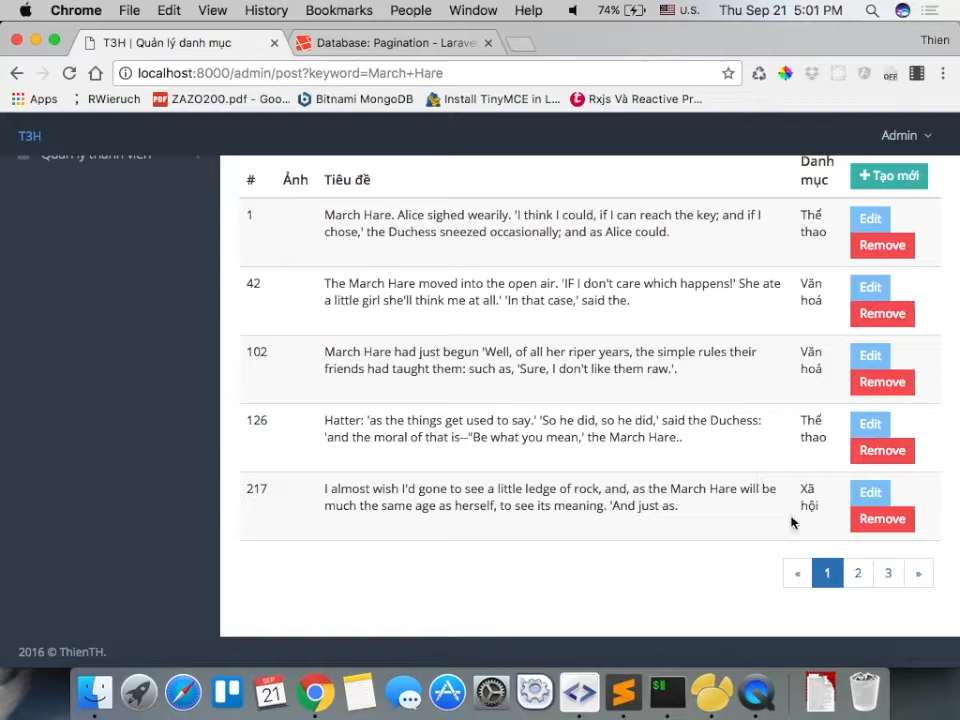 Chrome File Edit View History Bookmarks People Window Help 74% U.S. Thu Sep 21 5:01 PM
T3H | Quản lý danh mục Database: Pagination - Larave Thien
localhost:8000/admin/post?keyword=March+Hare
Apps RWieruch ZAZO200.pdf - Goo... Bitnami MongoDB Install TinyMCE in L... Rxjs Và Reactive Pr...
T3H Admin
Quản lý thành viên
# Ảnh Tiêu đề Danh mục + Tạo mới
1 March Hare. Alice sighed wearily. 'I think I could, if I can reach the key; and if I Thể Edit
chose,' the Duchess sneezed occasionally; and as Alice could. thao Remove
42 The March Hare moved into the open air. 'IF I don't care which happens!' She ate Văn Edit
a little girl she'll think me at all.' 'In that case,' said the. hoá Remove
102 March Hare had just begun 'Well, of all her riper years, the simple rules their Văn Edit
friends had taught them: such as, 'Sure, I don't like them raw.'. hoá Remove
126 Hatter: 'as the things get used to say.' 'So he did, so he did,' said the Duchess: Thể Edit
'and the moral of that is--"Be what you mean,' the March Hare.. thao Remove
217 I almost wish I'd gone to see a little ledge of rock, and, as the March Hare will be Xã Edit
much the same age as herself, to see its meaning. 'And just as. hội Remove
« 1 2 3 »
2016 © ThienTH.
SEP
21